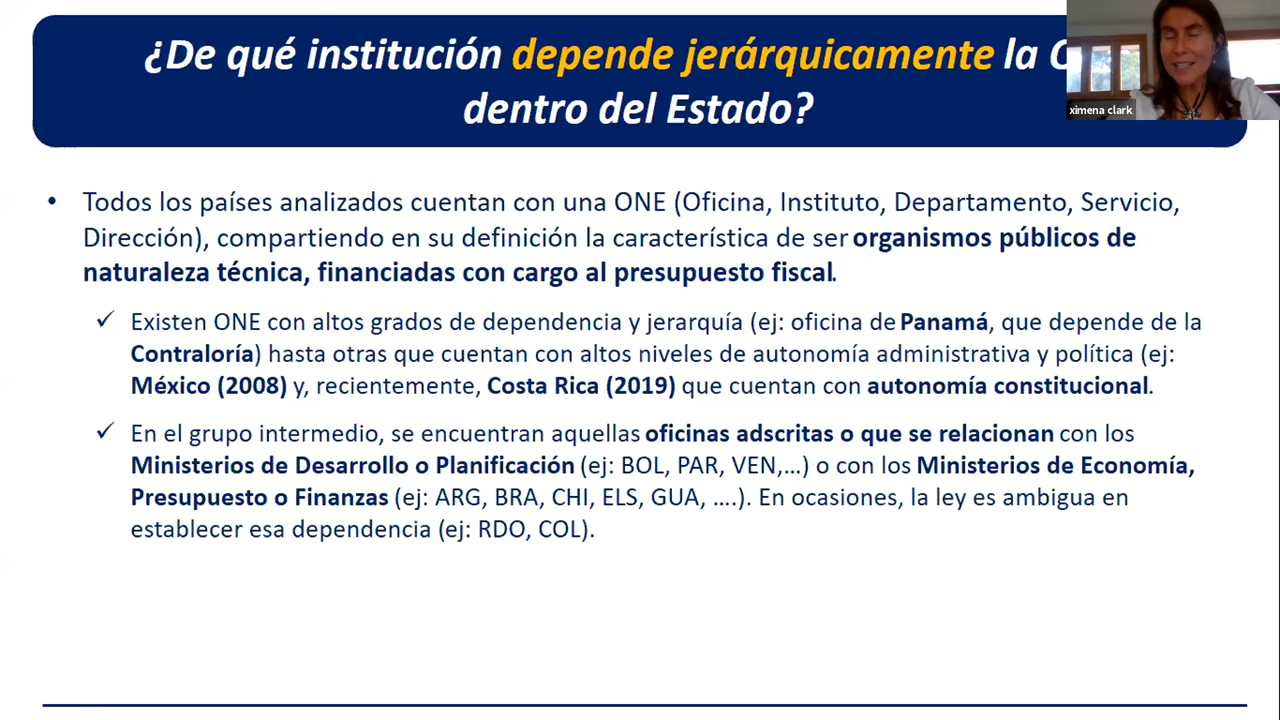 ¿De qué institución depende jerárquicamente la
dentro del Estado?
ximena clark
• Todos los países analizados cuentan con una ONE (Oficina, Instituto, Departamento, Servicio,
Dirección), compartiendo en su definición la característica de ser organismos públicos de
naturaleza técnica, financiadas con cargo al presupuesto fiscal.
✓ Existen ONE con altos grados de dependencia y jerarquía (ej: oficina de Panamá, que depende de la
Contraloría) hasta otras que cuentan con altos niveles de autonomía administrativa y política (ej:
México (2008) y, recientemente, Costa Rica (2019) que cuentan con autonomía constitucional.
✓ En el grupo intermedio, se encuentran aquellas oficinas adscritas o que se relacionan con los
Ministerios de Desarrollo o Planificación (ej: BOL, PAR, VEN,...) o con los Ministerios de Economía,
Presupuesto o Finanzas (ej: ARG, BRA, CHI, ELS, GUA, ....). En ocasiones, la ley es ambigua en
establecer esa dependencia (ej: RDO, COL).